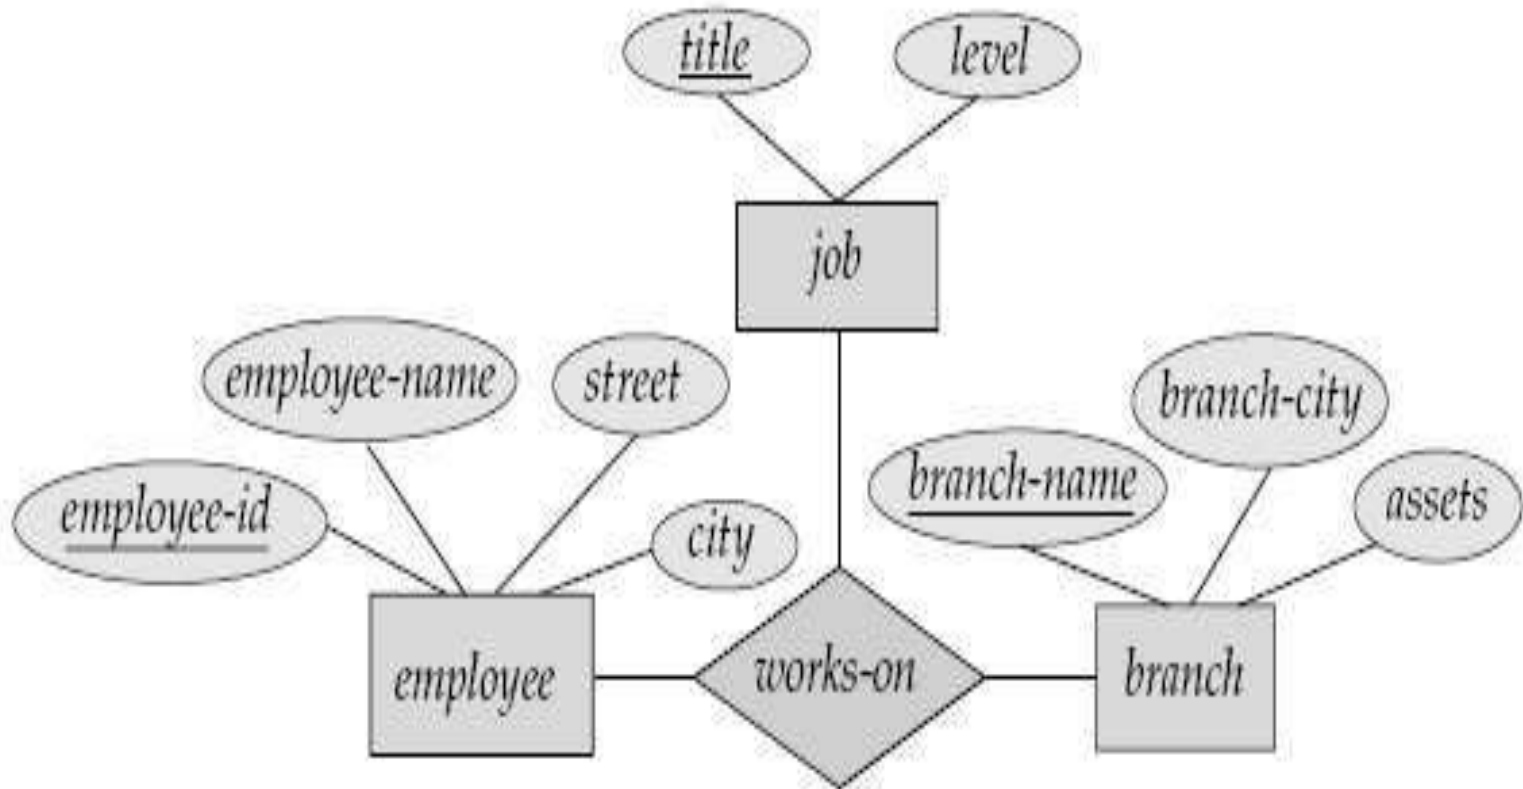 title
level
job
employee-name
street
branch-city
employee-id
branch-name
assets
city
employee
works-on
branch